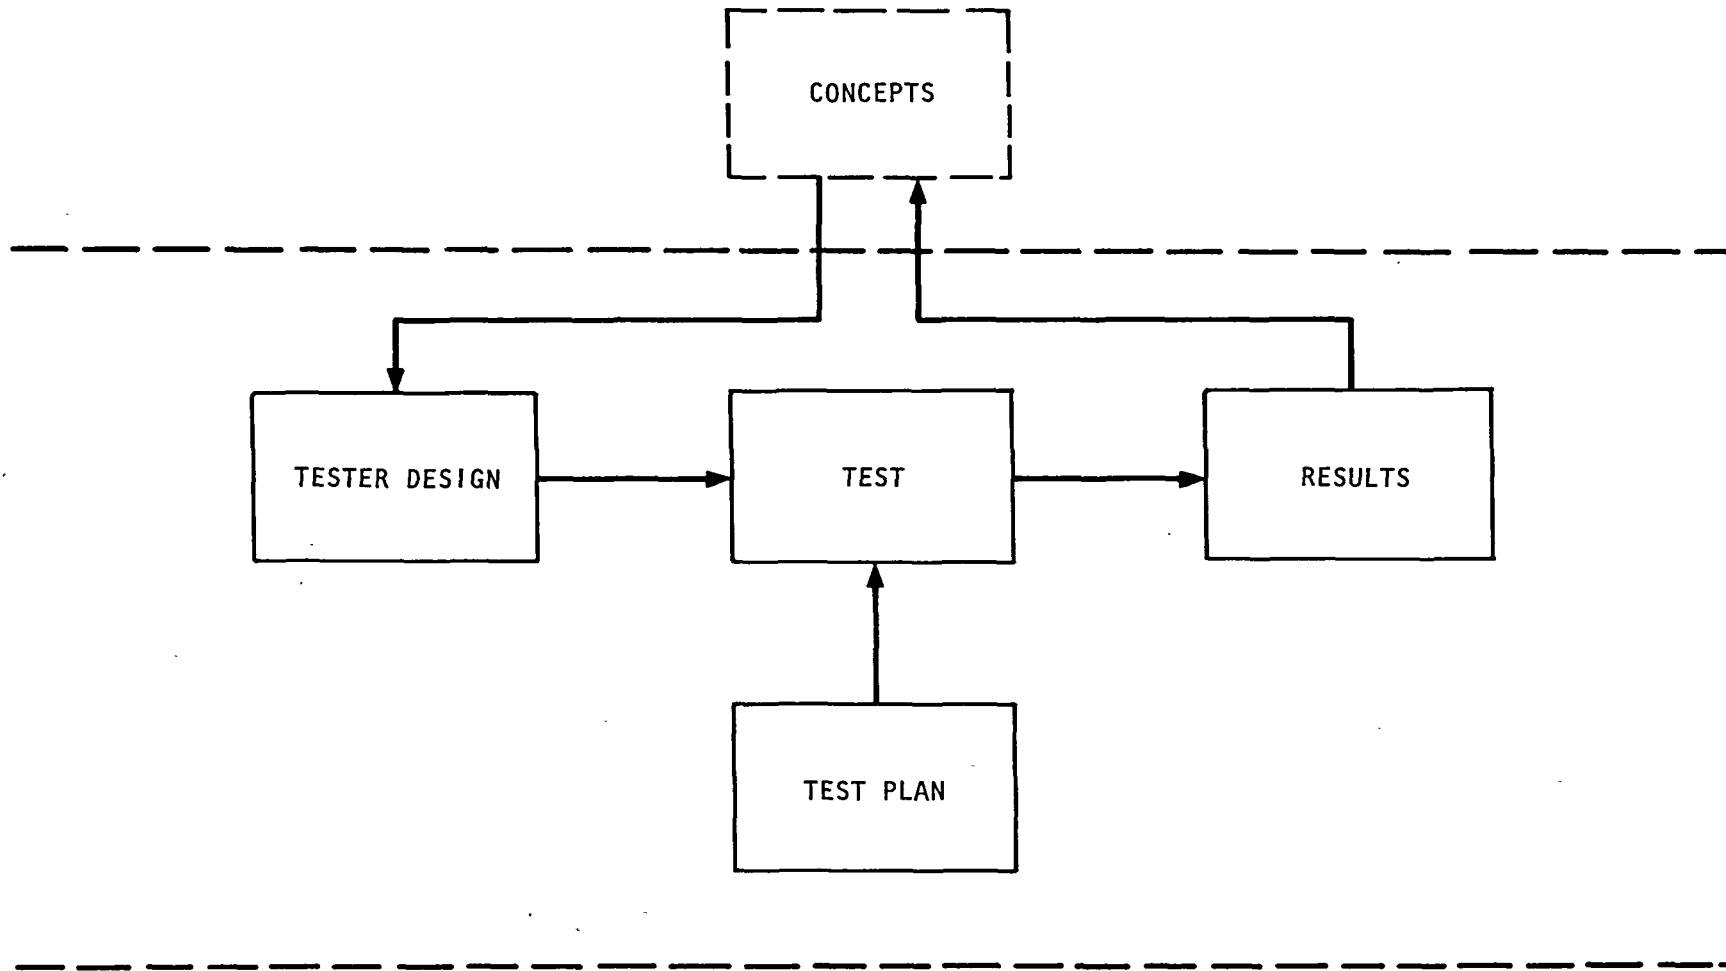 CONCEPTS
TESTER DESIGN
TEST
RESULTS
TEST PLAN